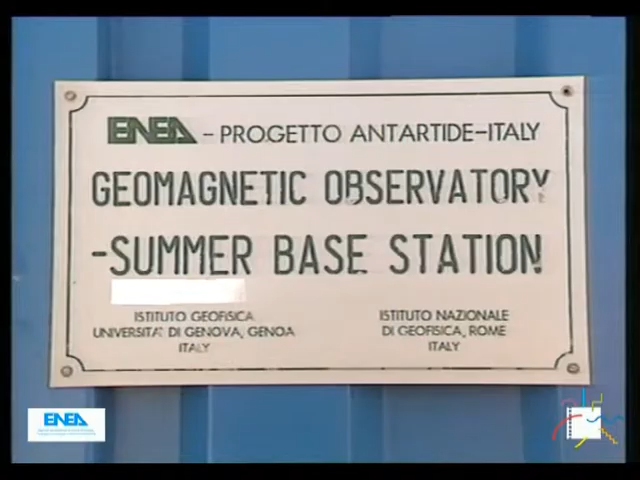 ENEA - PROGETTO ANTARTIDE-ITALY
GEOMAGNETIC OBSERVATORY
-SUMMER BASE STATION
ISTITUTO GEOFISICA
UNIVERSITA' DI GENOVA, GENOA
ITALY
ISTITUTO NAZIONALE
DI GEOFISICA, ROME
ITALY
ENEA